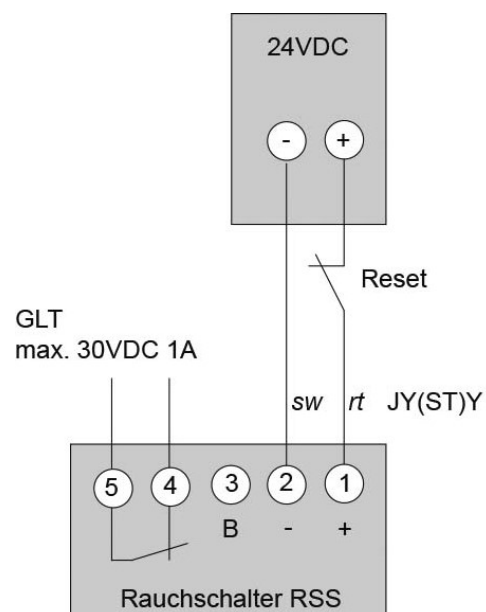 24VDC
- +
Reset
GLT
max. 30VDC 1A
sw rt JY(ST)Y
5 4 3 2 1
B - +
Rauchschalter RSS